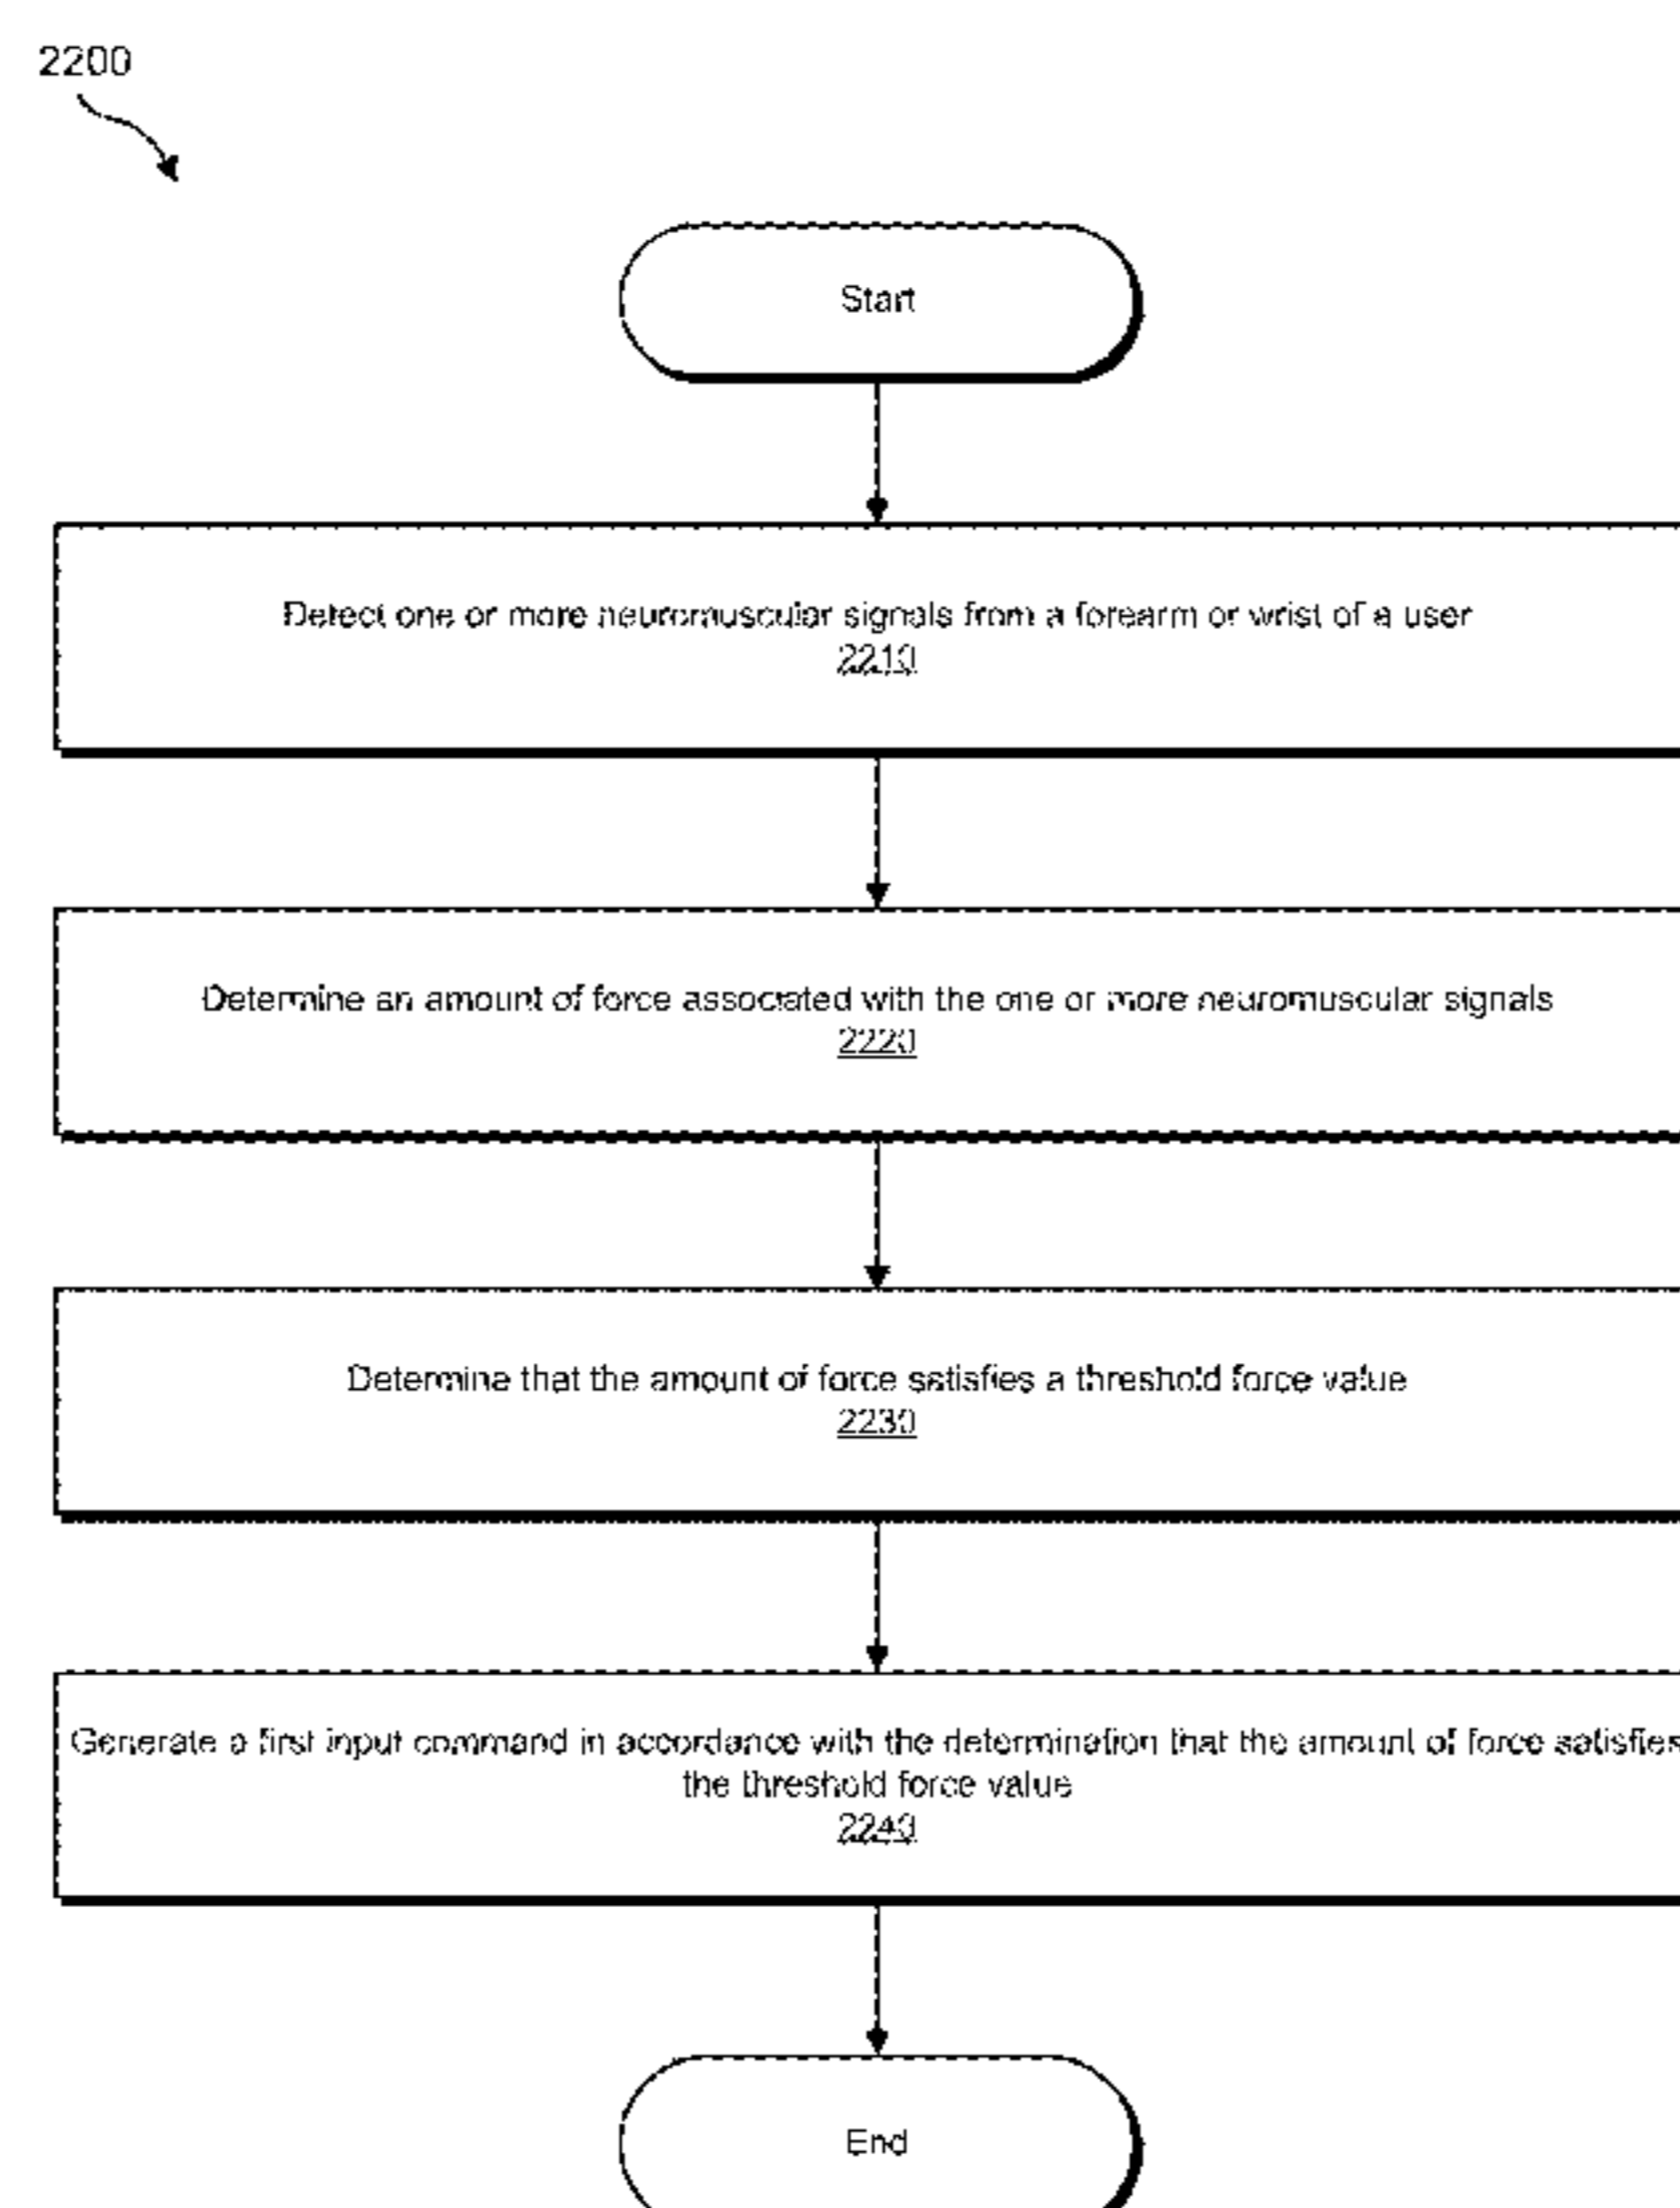 2200
Start
Detect one or more neuromuscular signals from a forearm or wrist of a user
2210
Determine an amount of force associated with the one or more neuromuscular signals
2220
Determine that the amount of force satisfies a threshold force value
2230
Generate a first input command in accordance with the determination that the amount of force satisfies
the threshold force value
2240
End